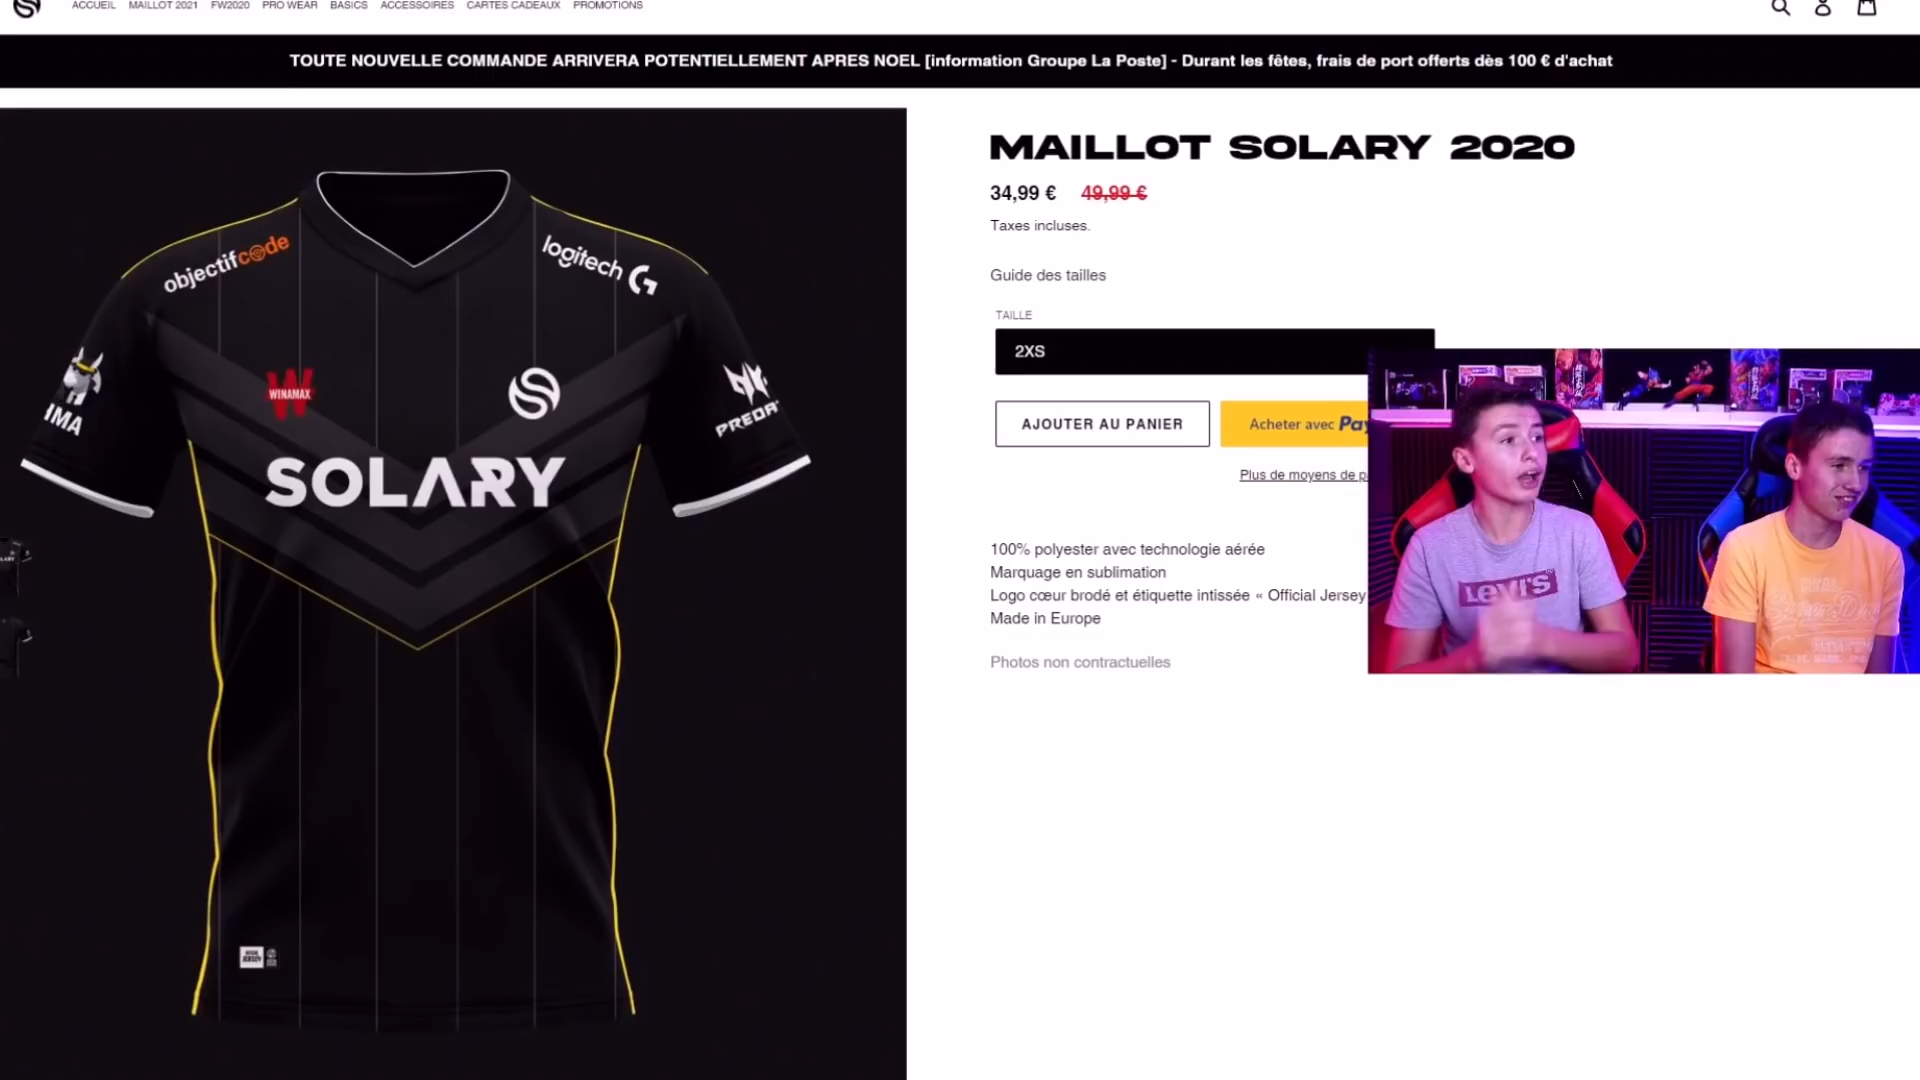 ACCUEIL MAILLOT 2021 FW2020 PRO WEAR BASICS ACCESSOIRES CARTES CADEAUX PROMOTIONS
TOUTE NOUVELLE COMMANDE ARRIVERA POTENTIELLEMENT APRES NOEL [information Groupe La Poste] - Durant les fêtes, frais de port offerts dès 100 € d'achat
MAILLOT SOLARY 2020
34,99 € 49,99 €
Taxes incluses.
Guide des tailles
TAILLE
2XS
AJOUTER AU PANIER
Acheter avec Pay
Plus de moyens de p
100% polyester avec technologie aérée
Marquage en sublimation
Logo cœur brodé et étiquette intissée « Official Jersey
Made in Europe
Photos non contractuelles
objectifcode
logitech G
IMA
WINAMAX
PREDAT
SOLARY
LEVI'S